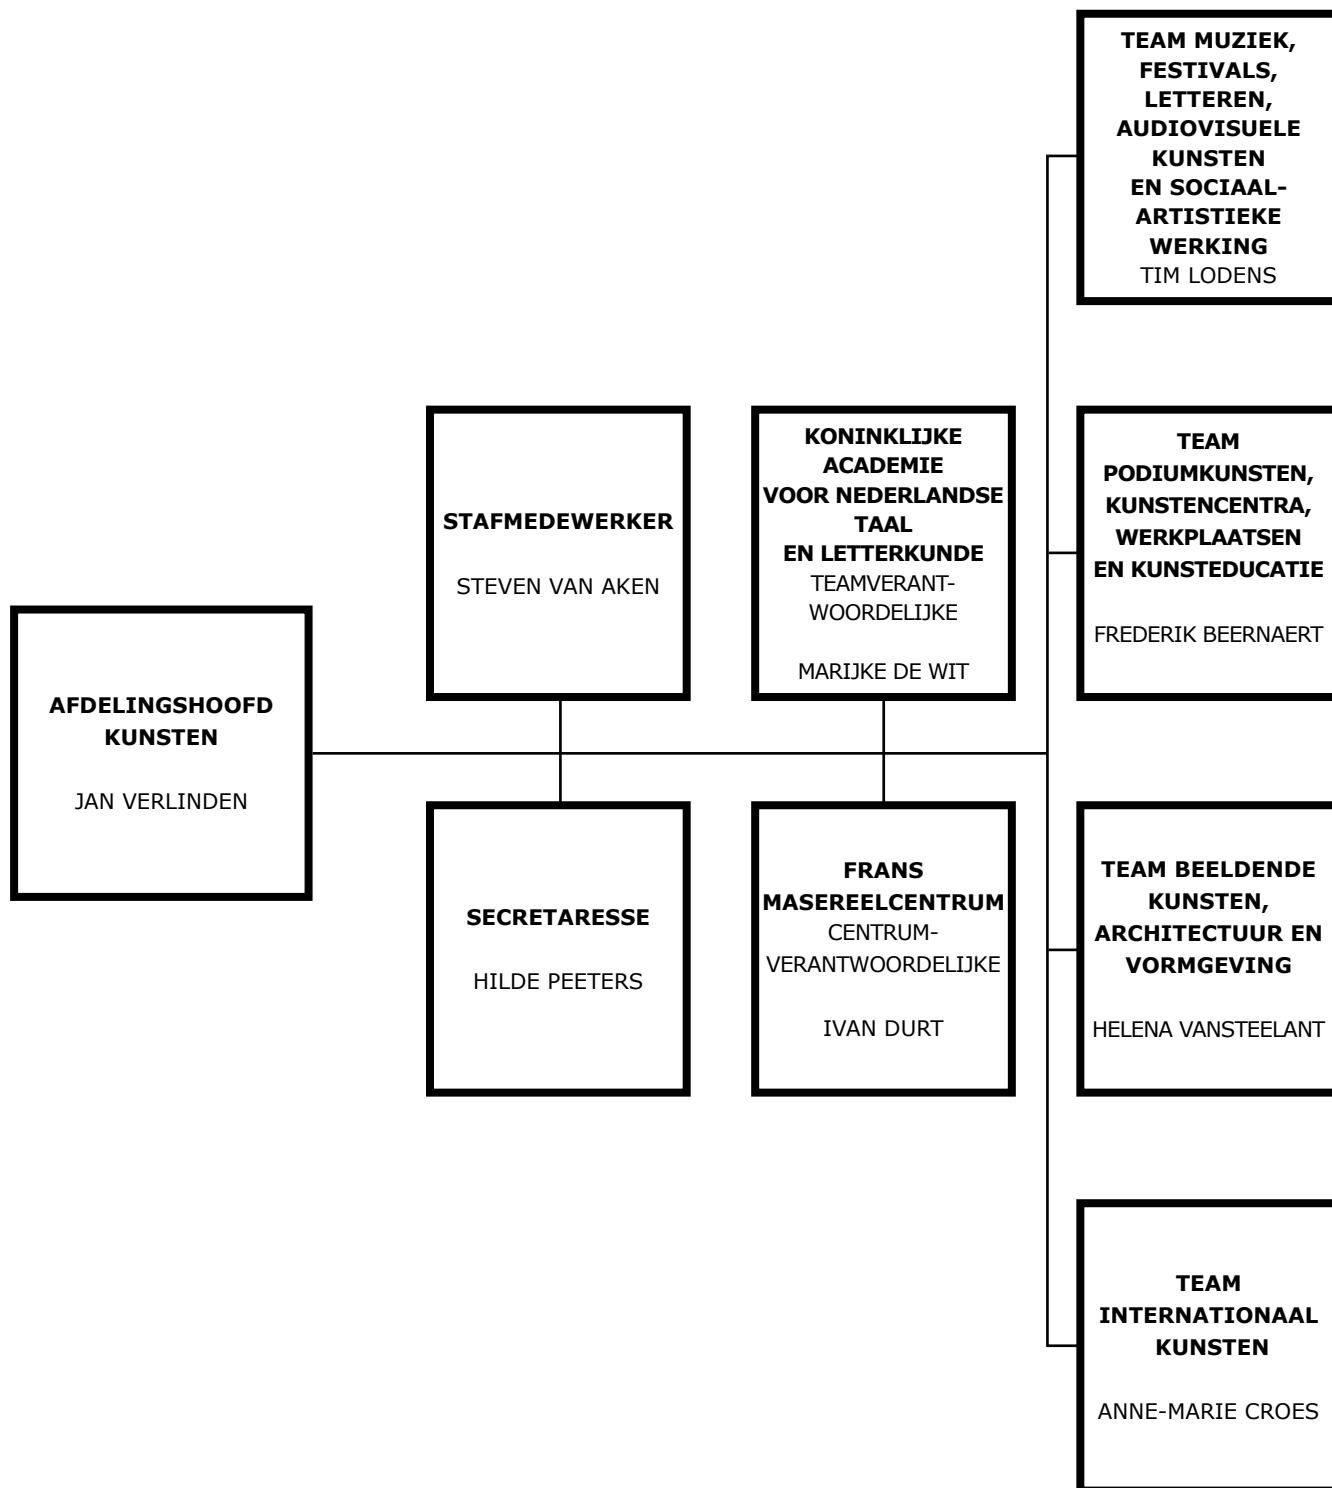 AFDELINGSHOOFD
KUNSTEN
JAN VERLINDEN
STAFMEDEWERKER
STEVEN VAN AKEN
SECRETARESSE
HILDE PEETERS
KONINKLIJKE
ACADEMIE
VOOR NEDERLANDSE
TAAL
EN LETTERKUNDE
TEAMVERANT-
WOORDELIJKE
MARIJKE DE WIT
FRANS
MASEREELCENTRUM
CENTRUM-
VERANTWOORDELIJKE
IVAN DURT
TEAM MUZIEK,
FESTIVALS,
LETTEREN,
AUDIOVISUELE
KUNSTEN
EN SOCIAAL-
ARTISTIEKE
WERKING
TIM LODENS
TEAM
PODIUMKUNSTEN,
KUNSTENCENTRA,
WERKPLAATSEN
EN KUNSTEDUCATIE
FREDERIK BEERNAERT
TEAM BEELDENDE
KUNSTEN,
ARCHITECTUUR EN
VORMGEVING
HELENA VANSTEELANT
TEAM
INTERNATIONAAL
KUNSTEN
ANNE-MARIE CROES